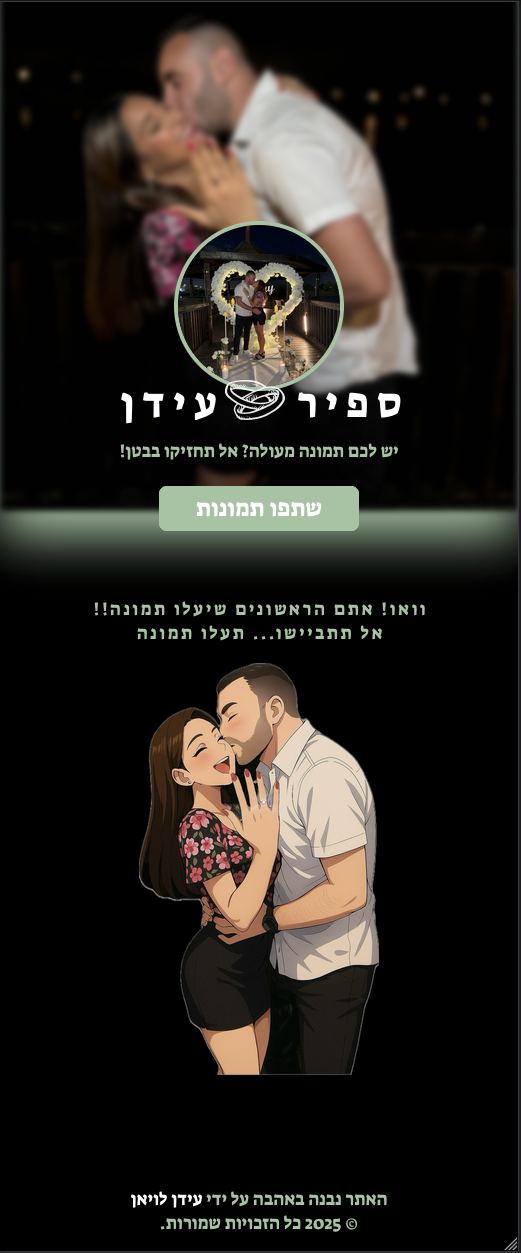 ספיר עידן
יש לכם תמונה מעולה? אל תחזיקו בבטן!
שתפו תמונות
וואו! אתם הראשונים שיעלו תמונה!!
אל תתביישו... תעלו תמונה
האתר נבנה באהבה על ידי עידן לויאן
© 2025 כל הזכויות שמורות.